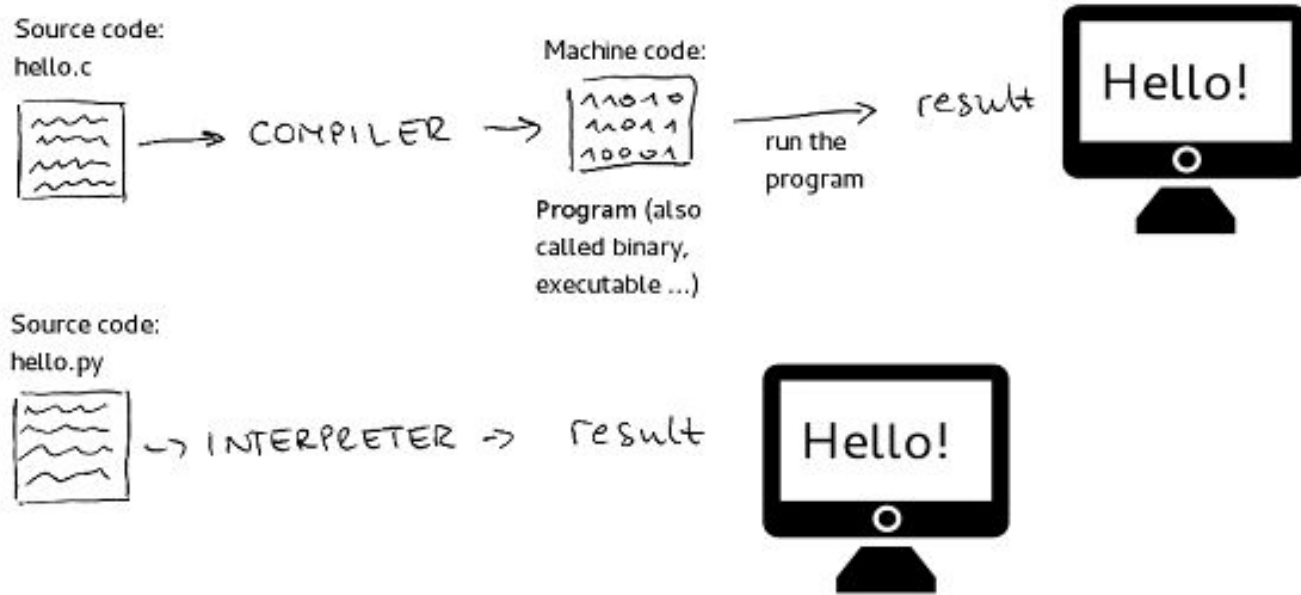 Source code:
hello.c
COMPILER
Machine code:
11010
11011
10001
Program (also
called binary,
executable ...)
run the
program
result
Hello!
Source code:
hello.py
INTERPRETER
result
Hello!